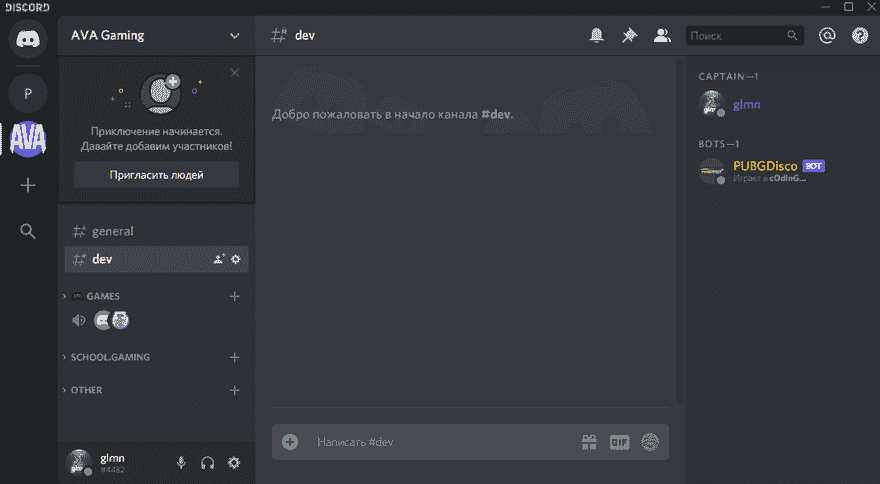 DISCORD
AVA Gaming
dev
Поиск
P
AVA
Приключение начинается.
Давайте добавим участников!
Пригласить людей
general
dev
GAMES
SCHOOL.GAMING
OTHER
glmn
#4482
Добро пожаловать в начало канала #dev.
Написать #dev
GIF
CAPTAIN—1
glmn
BOTS—1
PUBGDisco BOT
Играет в cOdinG...